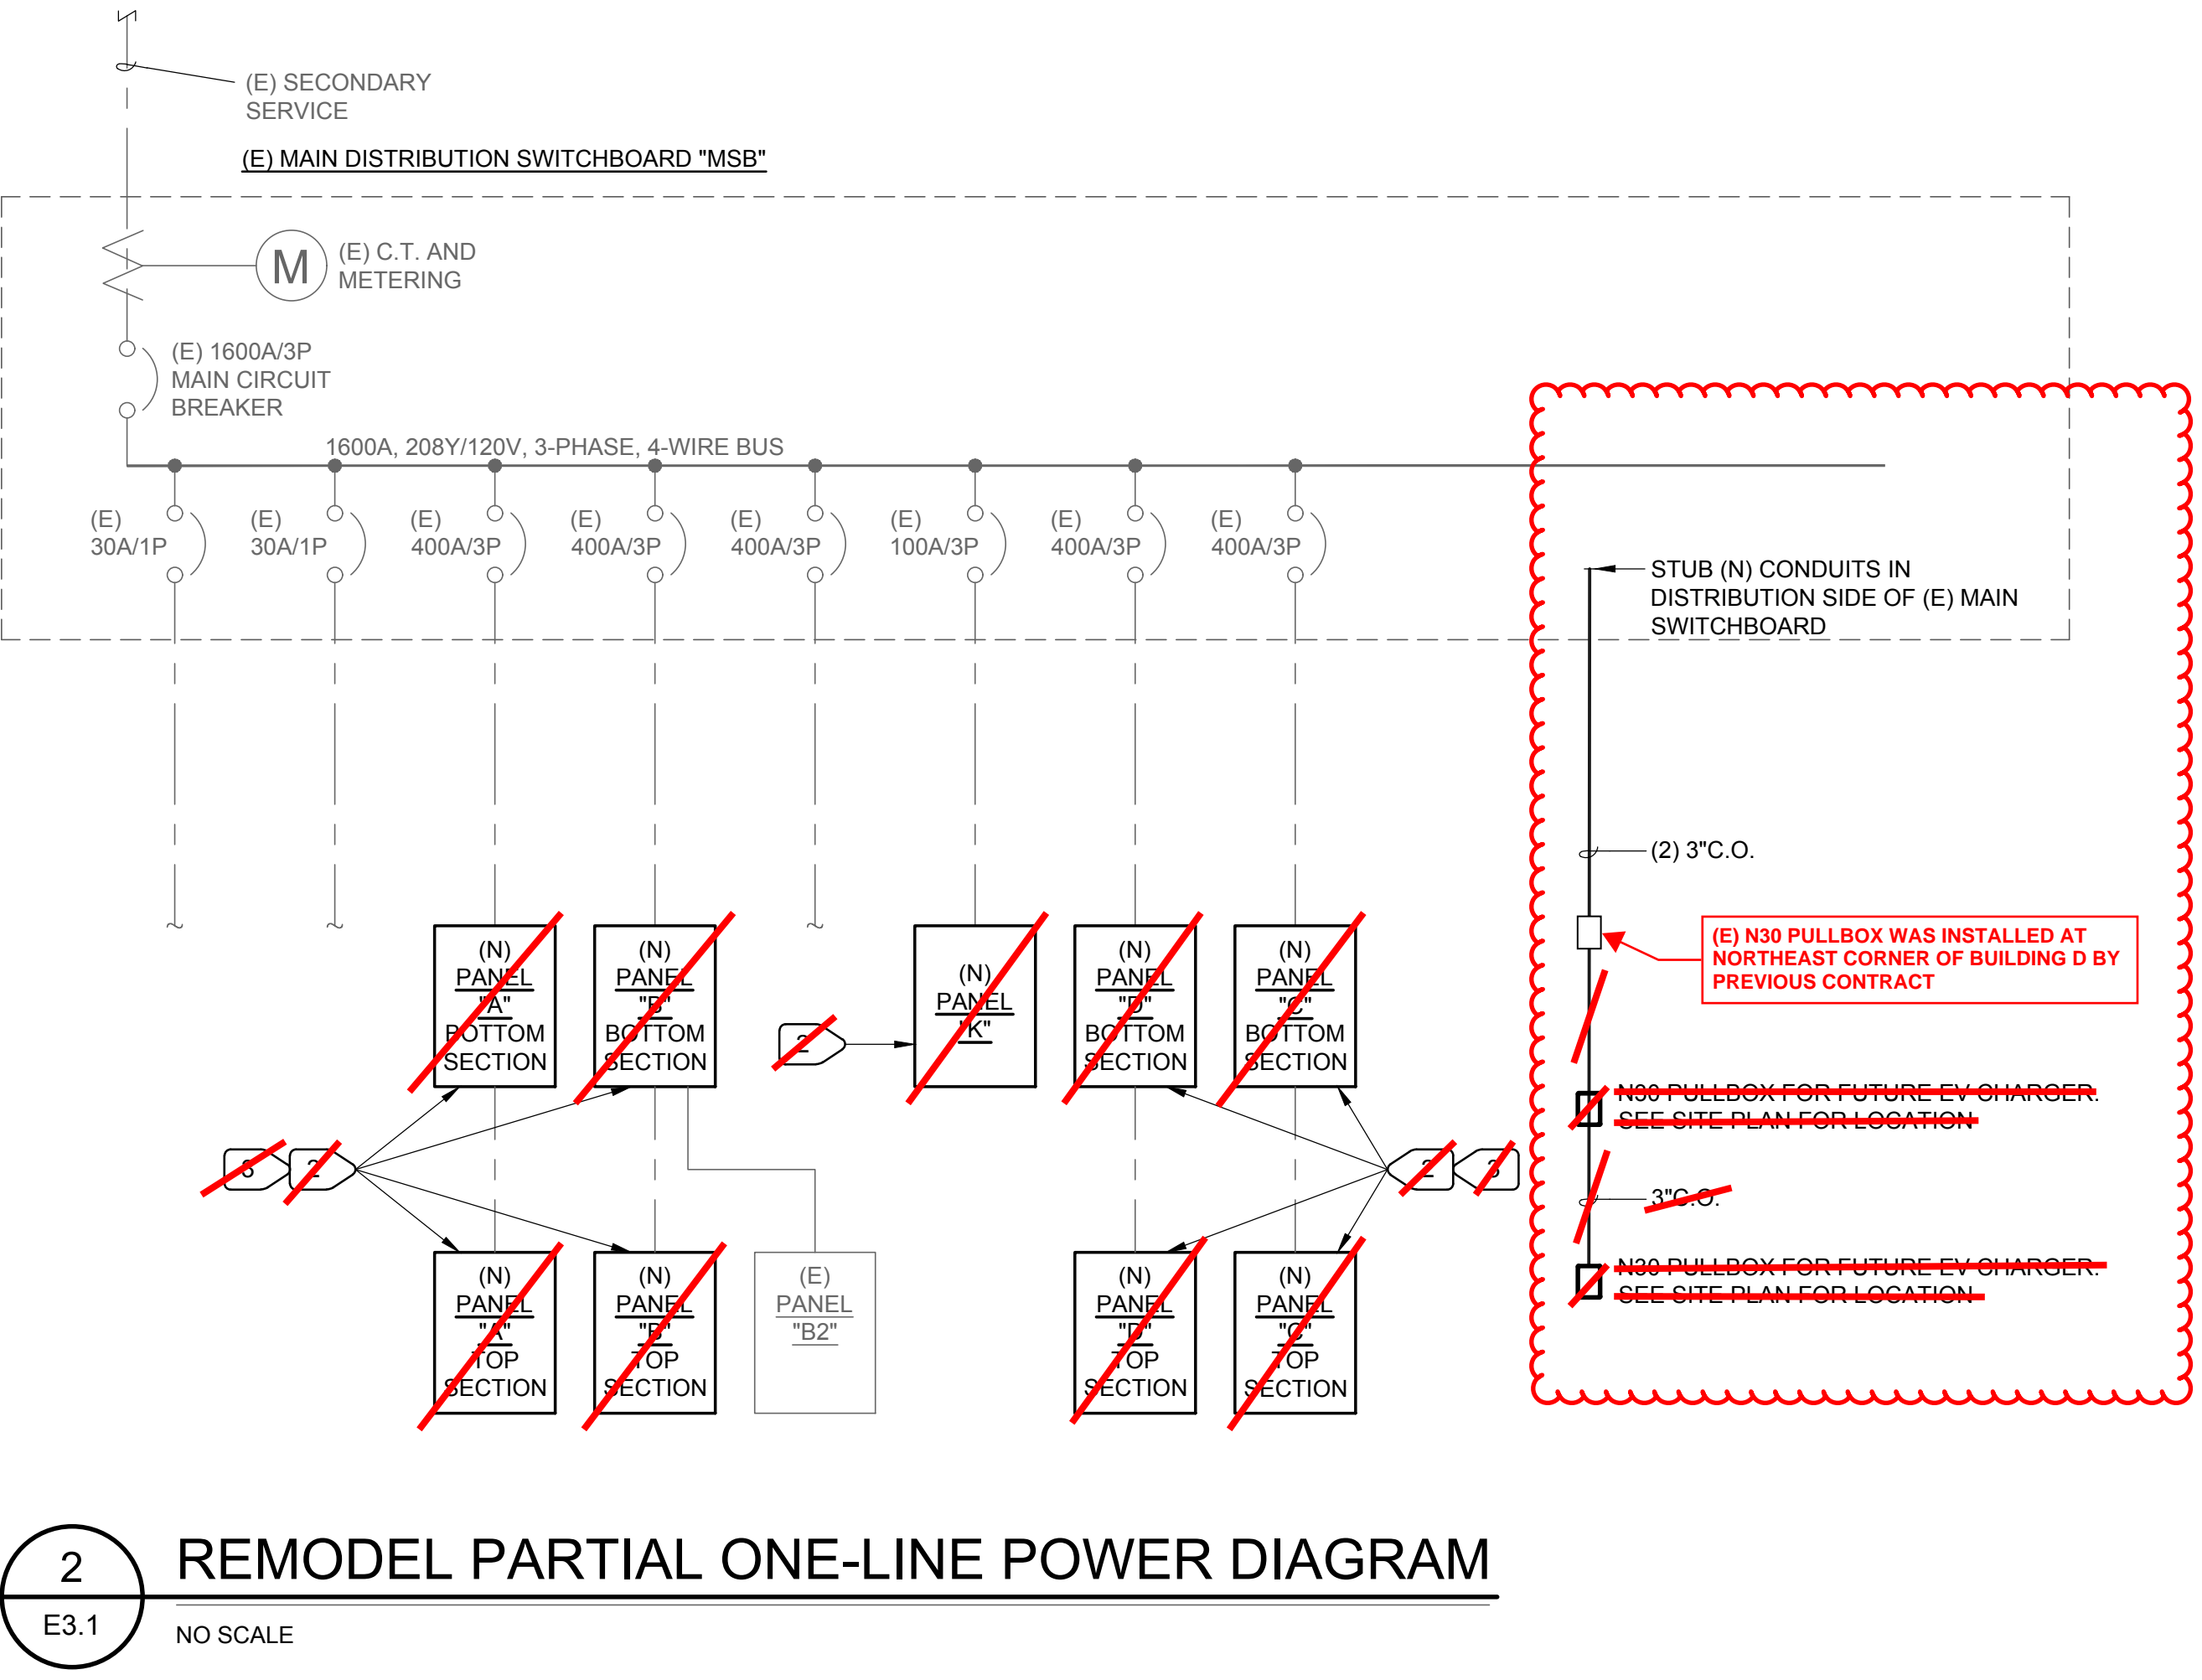 (E) SECONDARY
SERVICE
(E) MAIN DISTRIBUTION SWITCHBOARD "MSB"
M
(E) C.T. AND
METERING
(E) 1600A/3P
MAIN CIRCUIT
BREAKER
1600A, 208Y/120V, 3-PHASE, 4-WIRE BUS
(E)
30A/1P
(E)
30A/1P
(E)
400A/3P
(E)
400A/3P
(E)
400A/3P
(E)
100A/3P
(E)
400A/3P
(E)
400A/3P
STUB (N) CONDUITS IN
DISTRIBUTION SIDE OF (E) MAIN
SWITCHBOARD
(2) 3"C.O.
(E) N30 PULLBOX WAS INSTALLED AT
NORTHEAST CORNER OF BUILDING D BY
PREVIOUS CONTRACT
(N)
PANEL
"A"
BOTTOM
SECTION
(N)
PANEL
"B"
BOTTOM
SECTION
2
(N)
PANEL
"K"
(N)
PANEL
"D"
BOTTOM
SECTION
(N)
PANEL
"C"
BOTTOM
SECTION
N30 PULLBOX FOR FUTURE EV CHARGER.
SEE SITE PLAN FOR LOCATION
3
2
2
3
3"C.O.
(N)
PANEL
"A"
TOP
SECTION
(N)
PANEL
"B"
TOP
SECTION
(E)
PANEL
"B2"
(N)
PANEL
"D"
TOP
SECTION
(N)
PANEL
"C"
TOP
SECTION
N30 PULLBOX FOR FUTURE EV CHARGER.
SEE SITE PLAN FOR LOCATION
2
E3.1
REMODEL PARTIAL ONE-LINE POWER DIAGRAM
NO SCALE